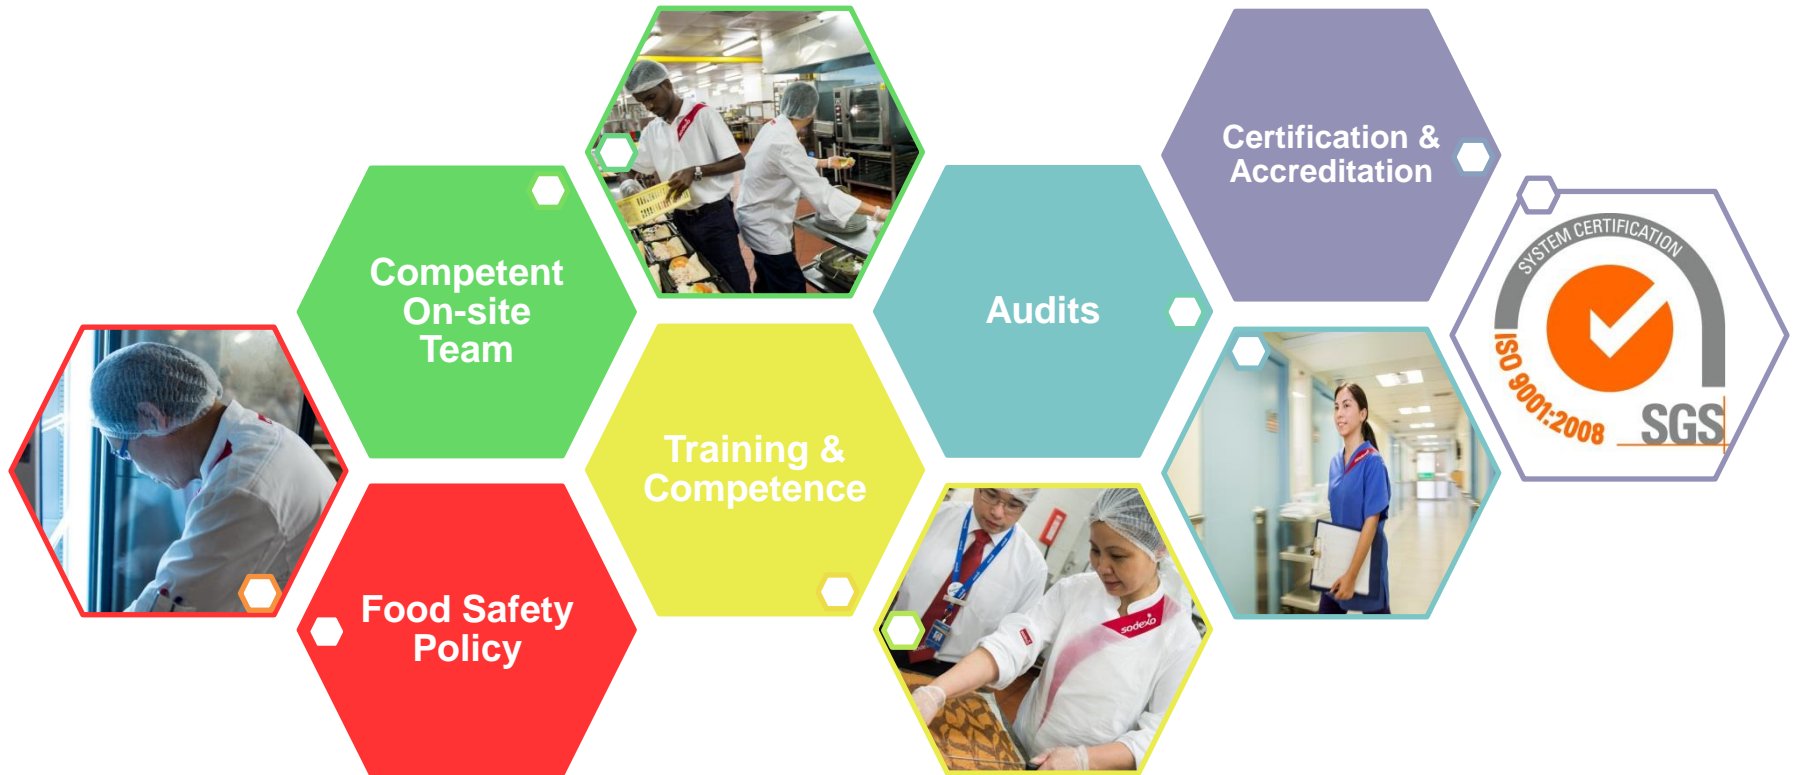 Certification &
Accreditation
SYSTEM CERTIFICATION
ISO 9001:2008
SGS
Competent
On-site
Team
Audits
Training &
Competence
Food Safety
Policy
sodexo
sodexo